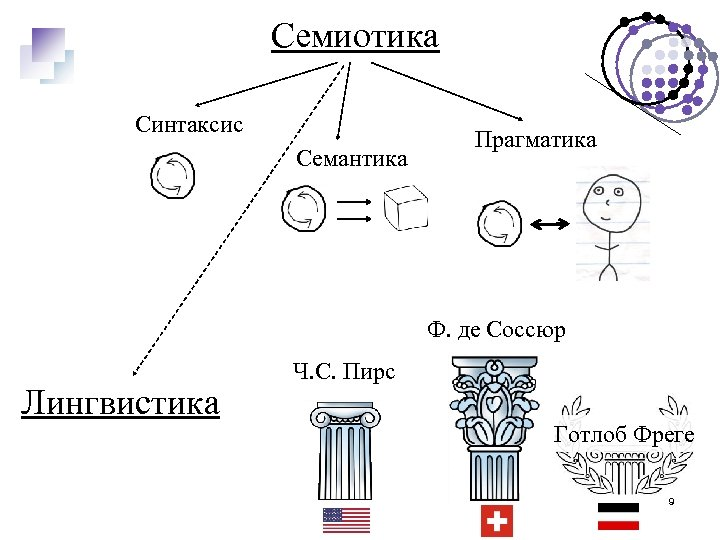 Семиотика
Синтаксис
Семантика
Прагматика
Ф. де Соссюр
Ч.С. Пирс
Лингвистика
Готлоб Фреге
9